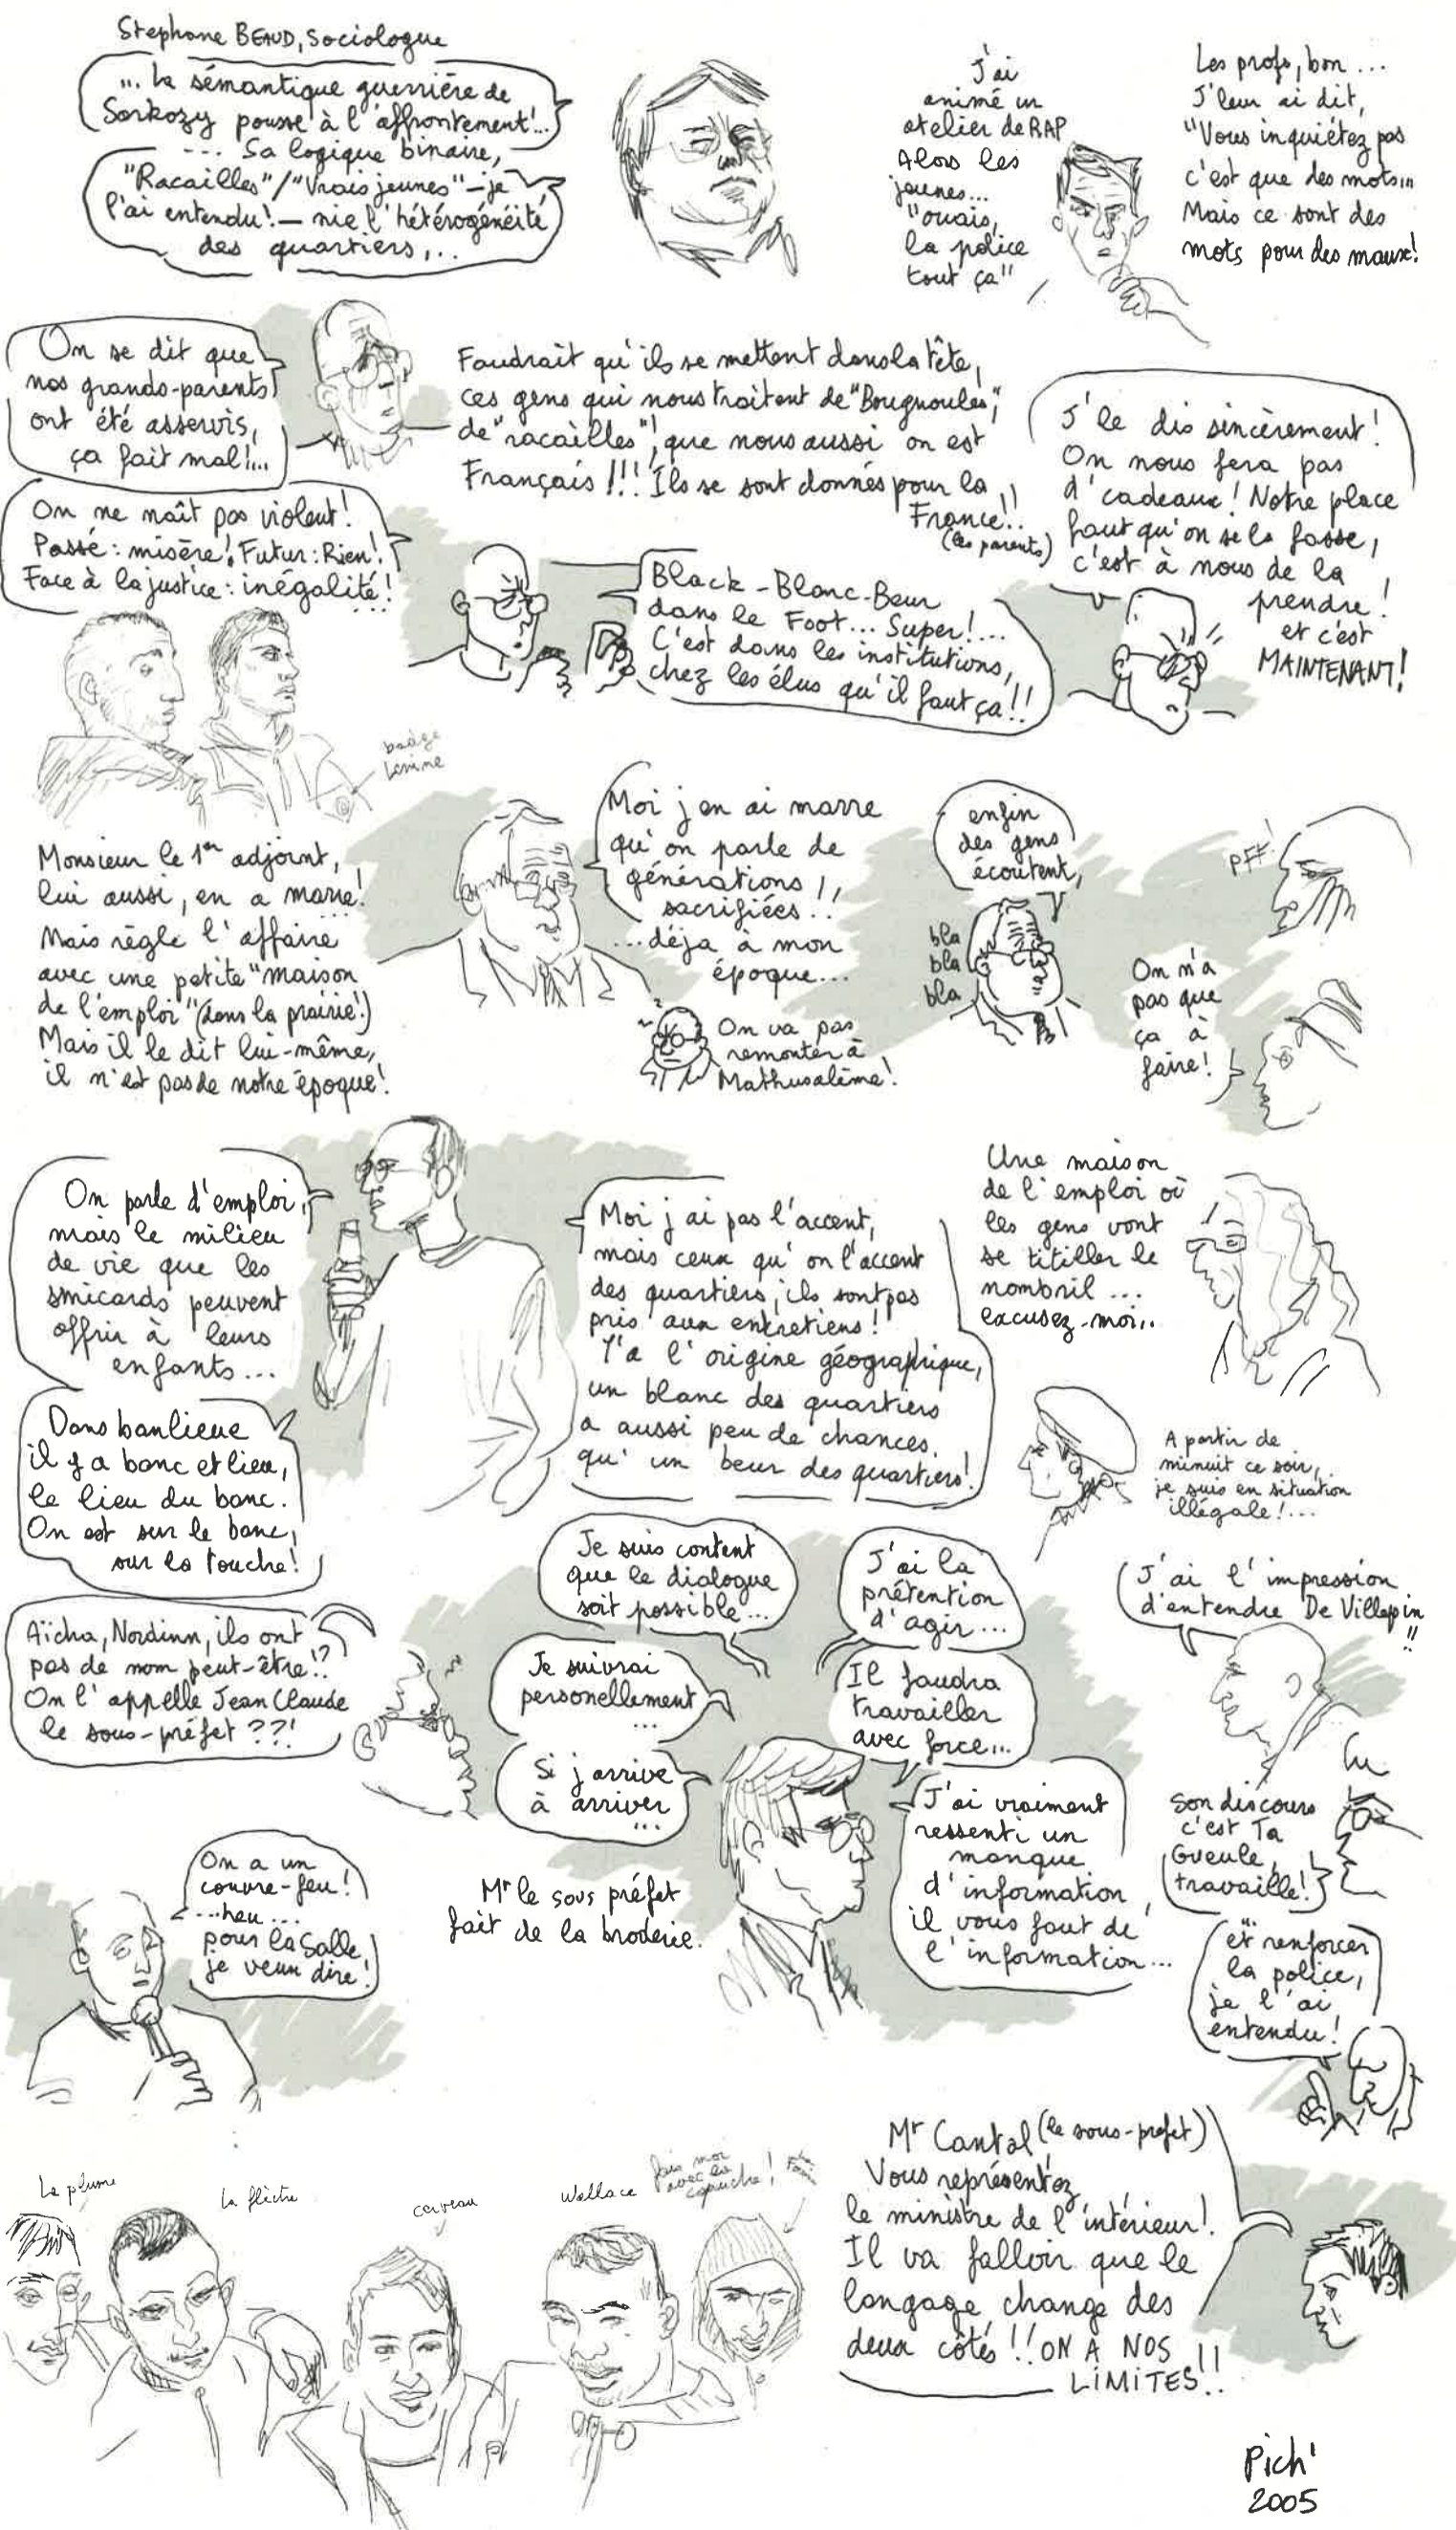 Stephane BEAUD, Sociologue
... la sémantique guerrière de
Sarkozy pousse à l'affrontement!...
... Sa logique binaire,
"Racailles"/"Vrais jeunes" — je
l'ai entendu! — nie l'hétérogénéité
des quartiers,...
J'ai
animé un
atelier de RAP
Alors les
jeunes...
"ouais,
la police
tout ça"
Les profs, bon...
J'leur ai dit,
"Vous inquiétez pas
c'est que des mots...
Mais ce sont des
mots pour des maux!
On se dit que
nos grands-parents
ont été asservis,
ça fait mal!...
Faudrait qu'ils se mettent dans la tête,
ces gens qui nous traitent de "Bougnoules",
de "racailles", que nous aussi on est
Français!!! Ils se sont donnés pour la
France!!
(les parents)
J'le dis sincèrement!
On nous fera pas
d'cadeaux! Notre place
faut qu'on se la fasse,
c'est à nous de la
prendre!
et c'est
MAINTENANT!
On ne naît pas violent!
Passé: misère! Futur: Rien!
Face à la justice: inégalité!
...
Black-Blanc-Beur
dans le Foot... Super!...
C'est dans les institutions,
chez les élus qu'il faut ça!!
badge
Lenine
Monsieur le 1er adjoint,
lui aussi, en a marre!
Mais règle l'affaire
avec une petite "maison
de l'emploi" (dans la prairie!)
Mais il le dit lui-même,
il n'est pas de notre époque!
Moi j'en ai marre
qu'on parle de
générations
sacrifiées!!
...déja à mon
époque...
On va pas
remonter à
Mathusalème!
enfin
des gens
écoutent,
bla
bla
bla
PFF!
On n'a
pas que
ça à
faire!
On parle d'emploi,
mais le milieu
de vie que les
smicards peuvent
offrir à leurs
enfants...
Dans banlieue
il y a banc et lieu,
le lieu du banc.
On est sur le banc,
sur la touche!
Moi j'ai pas l'accent,
mais ceux qu'on l'accent
des quartiers, ils sont pas
pris aux entretiens!
Y'a l'origine géographique,
un blanc des quartiers
a aussi peu de chances,
qu'un beur des quartiers!
Une maison
de l'emploi où
les gens vont
se titiller le
nombril...
excusez-moi...
A partir de
minuit ce soir,
je suis en situation
illégale!...
Aïcha, Nordinn, ils ont
pas de nom peut-être!?
On l'appelle Jean Claude
le sous-préfet??!
Je suis content
que le dialogue
soit possible...
Je suivrai
personellement
...
Si j'arrive
à arriver
...
J'ai la
prétention
d'agir...
Il faudra
travailler
avec force...
J'ai vraiment
ressenti un
manque
d'information,
il vous faut de
l'information...
Mr le sous préfet
fait de la broderie.
J'ai l'impression
d'entendre De Villepin
!!
Son discours
c'est Ta
Gueule,
travaille!
et renforcer
la police,
je l'ai
entendu!
On a un
couvre-feu!
...heu...
pour la Salle,
je veux dire!
La plume
la flèche
cerveau
Wallace
fais moi
avec la
capuche!
Mr Cantal (le sous-prefet)
Vous représentez
le ministre de l'intérieur!
Il va falloir que le
langage change des
deux côtés!! ON A NOS
LIMITES!!
Pich'
2005